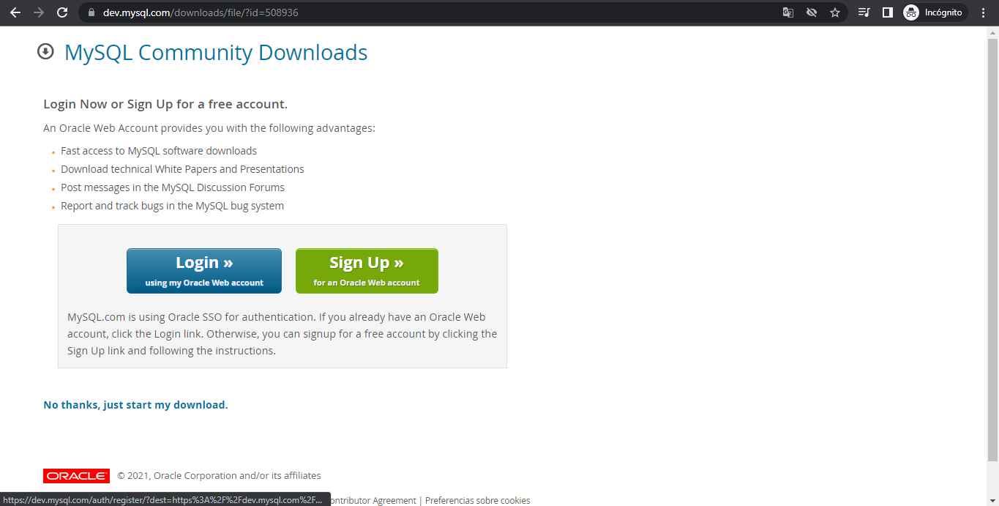 dev.mysql.com/downloads/file/?id=508936
Incógnito
MySQL Community Downloads
Login Now or Sign Up for a free account.
An Oracle Web Account provides you with the following advantages:
Fast access to MySQL software downloads
Download technical White Papers and Presentations
Post messages in the MySQL Discussion Forums
Report and track bugs in the MySQL bug system
Login »
using my Oracle Web account
Sign Up »
for an Oracle Web account
MySQL.com is using Oracle SSO for authentication. If you already have an Oracle Web
account, click the Login link. Otherwise, you can signup for a free account by clicking the
Sign Up link and following the instructions.
No thanks, just start my download.
ORACLE © 2021, Oracle Corporation and/or its affiliates
https://dev.mysql.com/auth/register/?dest=https%3A%2F%2Fdev.mysql.com%2F... ontributor Agreement | Preferencias sobre cookies